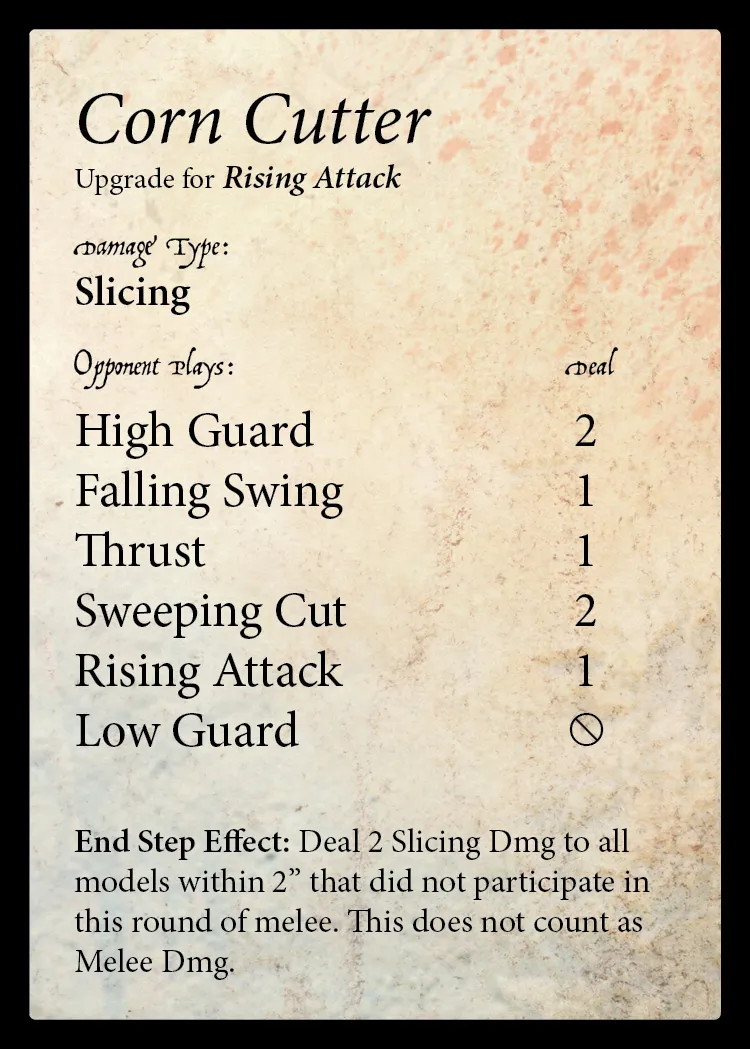 Corn Cutter
Upgrade for Rising Attack
Damage Type:
Slicing
Opponent Plays: Deal
High Guard 2
Falling Swing 1
Thrust 1
Sweeping Cut 2
Rising Attack 1
Low Guard 🛇
End Step Effect: Deal 2 Slicing Dmg to all
models within 2” that did not participate in
this round of melee. This does not count as
Melee Dmg.